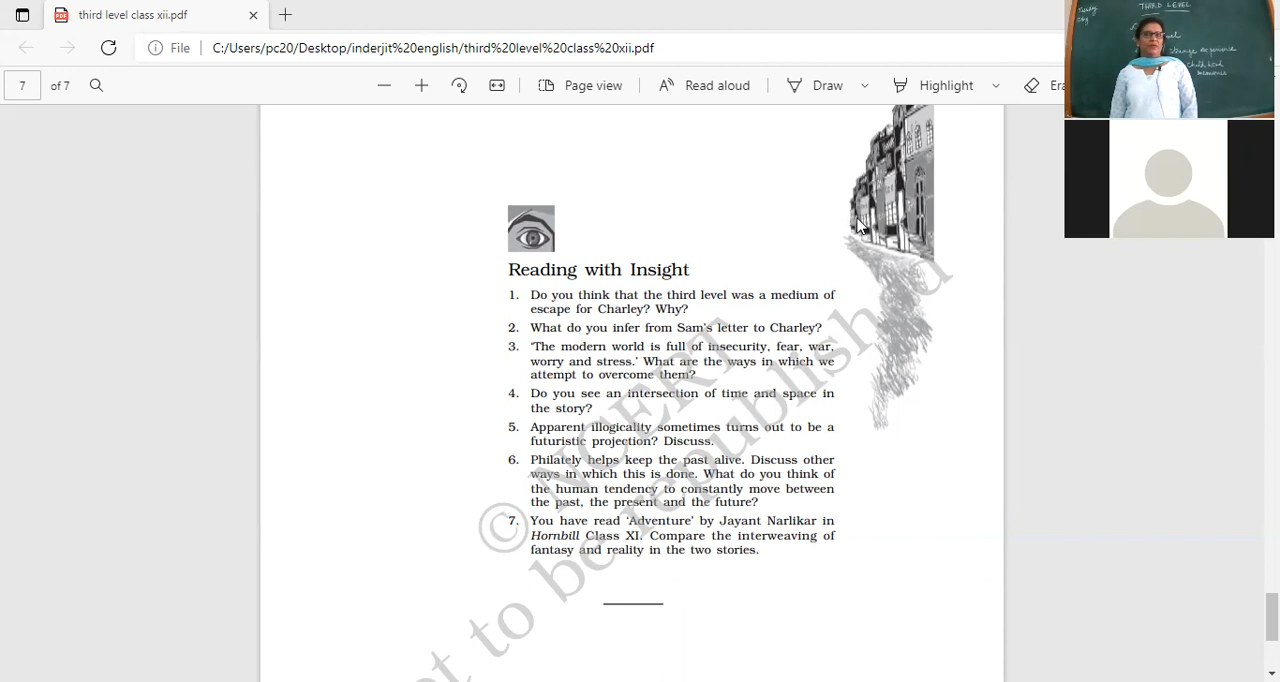 third level class xii.pdf
File
C:/Users/pc20/Desktop/inderjit%20english/third%20level%20class%20xii.pdf
7 of 7
Page view
Read aloud
Draw
Highlight
THIRD LEVEL
strange experience
memories
Reading with Insight
1. Do you think that the third level was a medium of
escape for Charley? Why?
2. What do you infer from Sam's letter to Charley?
3. 'The modern world is full of insecurity, fear, war,
worry and stress.' What are the ways in which we
attempt to overcome them?
4. Do you see an intersection of time and space in
the story?
5. Apparent illogicality sometimes turns out to be a
futuristic projection? Discuss.
6. Philately helps keep the past alive. Discuss other
ways in which this is done. What do you think of
the human tendency to constantly move between
the past, the present and the future?
7. You have read 'Adventure' by Jayant Narlikar in
Hornbill Class XI. Compare the interweaving of
fantasy and reality in the two stories.
© NCERT
to be republished